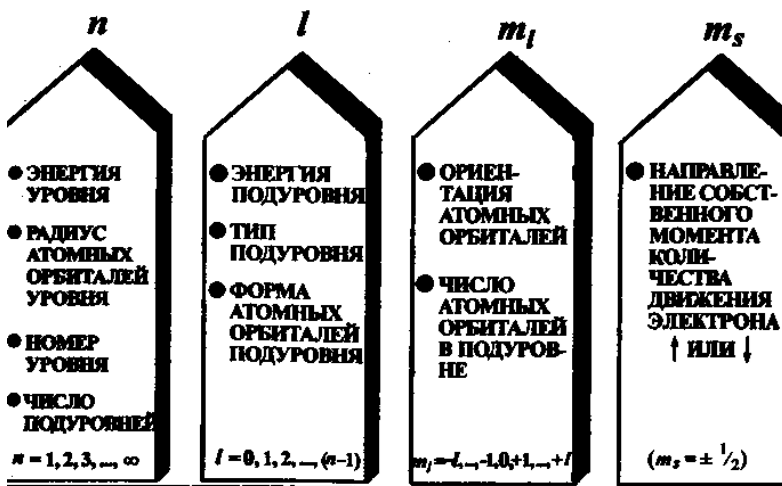 n
● ЭНЕРГИЯ
УРОВНЯ
● РАДИУС
АТОМНЫХ
ОРБИТАЛЕЙ
УРОВНЯ
● НОМЕР
УРОВНЯ
● ЧИСЛО
ПОДУРОВНЕЙ
n = 1, 2, 3, ..., ∞
l
● ЭНЕРГИЯ
ПОДУРОВНЯ
● ТИП
ПОДУРОВНЯ
● ФОРМА
АТОМНЫХ
ОРБИТАЛЕЙ
ПОДУРОВНЯ
l = 0, 1, 2, ..., (n–1)
mₗ
● ОРИЕН-
ТАЦИЯ
АТОМНЫХ
ОРБИТАЛЕЙ
● ЧИСЛО
АТОМНЫХ
ОРБИТАЛЕЙ
В ПОДУРОВ-
НЕ
mₗ=–l,..,-1,0,+1,...,+l
mₛ
● НАПРАВЛЕ-
НИЕ СОБСТ-
ВЕННОГО
МОМЕНТА
КОЛИ-
ЧЕСТВА
ДВИЖЕНИЯ
ЭЛЕКТРОНА
↑ ИЛИ ↓
(mₛ = ± 1/2)